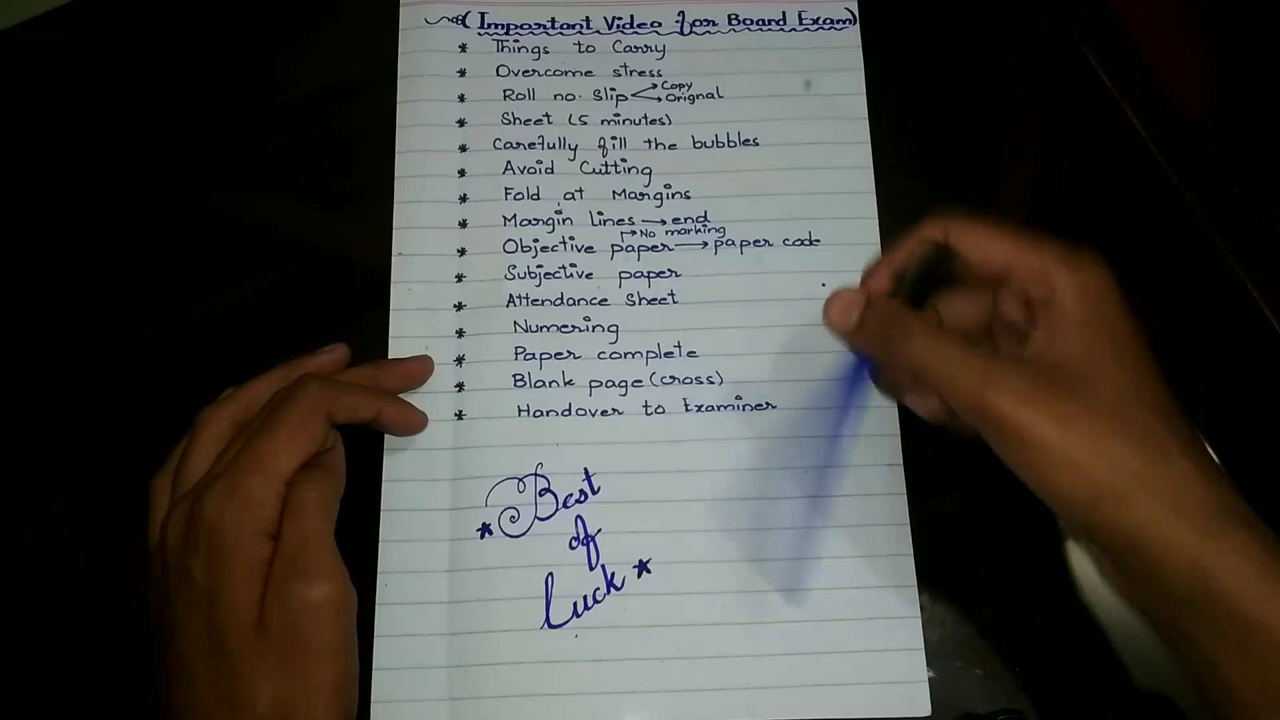 (Important Video for Board Exam)
* Things to Carry
* Overcome stress
* Roll no. Slip Copy Orignal
* Sheet (5 minutes)
* Carefully fill the bubbles
* Avoid Cutting
* Fold at Margins
* Margin lines → end
* Objective paper → No marking → paper code
* Subjective paper
* Attendance Sheet
* Numering
* Paper complete
* Blank page (cross)
* Handover to Examiner
* Best
of
Luck *